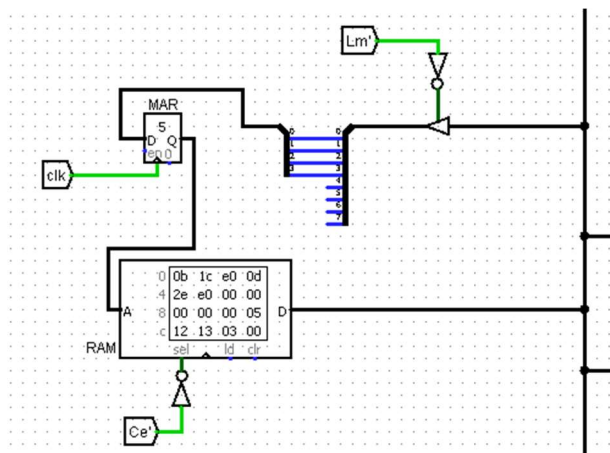 Lm'
MAR
5
D Q
en 0
clk
0 0
1 1
2 2
3 3
4
5
6
7
0 0b 1c e0 0d
4 2e e0 00 00
8 00 00 00 05
c 12 13 03 00
A D
RAM
sel ld clr
Ce'